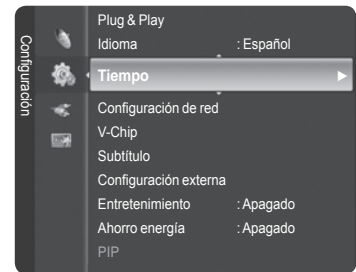 Configuración
Plug & Play
Idioma : Español
Tiempo
Configuración de red
V-Chip
Subtítulo
Configuración externa
Entretenimiento : Apagado
Ahorro energía : Apagado
PIP